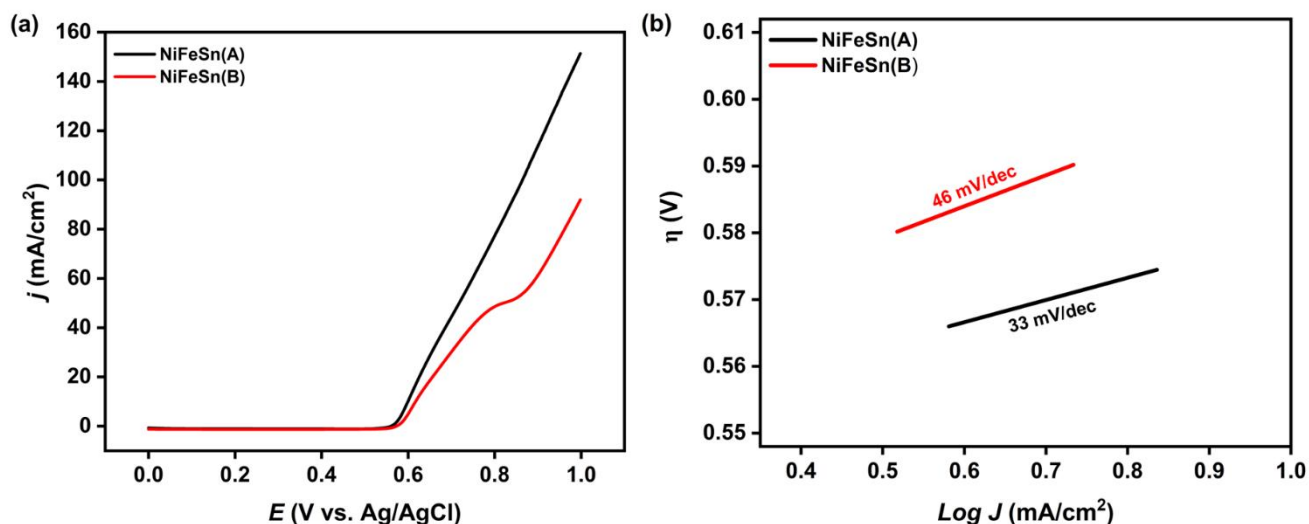 (a)
160
140
120
100
80
60
40
20
0
j (mA/cm²)
NiFeSn(A)
NiFeSn(B)
0.0 0.2 0.4 0.6 0.8 1.0
E (V vs. Ag/AgCl)
(b)
0.61
0.60
0.59
0.58
0.57
0.56
0.55
η (V)
NiFeSn(A)
NiFeSn(B)
46 mV/dec
33 mV/dec
0.4 0.5 0.6 0.7 0.8 0.9 1.0
Log J (mA/cm²)